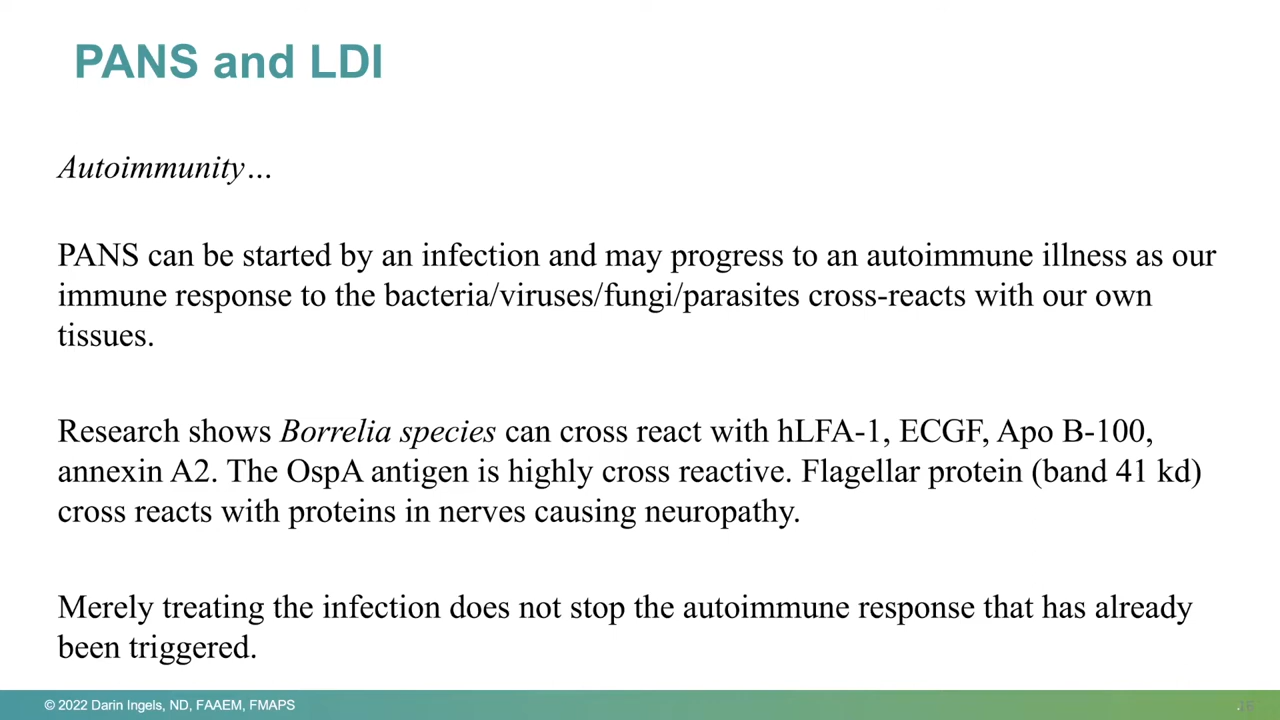 PANS and LDI
Autoimmunity…
PANS can be started by an infection and may progress to an autoimmune illness as our
immune response to the bacteria/viruses/fungi/parasites cross-reacts with our own
tissues.
Research shows Borrelia species can cross react with hLFA-1, ECGF, Apo B-100,
annexin A2. The OspA antigen is highly cross reactive. Flagellar protein (band 41 kd)
cross reacts with proteins in nerves causing neuropathy.
Merely treating the infection does not stop the autoimmune response that has already
been triggered.
© 2022 Darin Ingels, ND, FAAEM, FMAPS